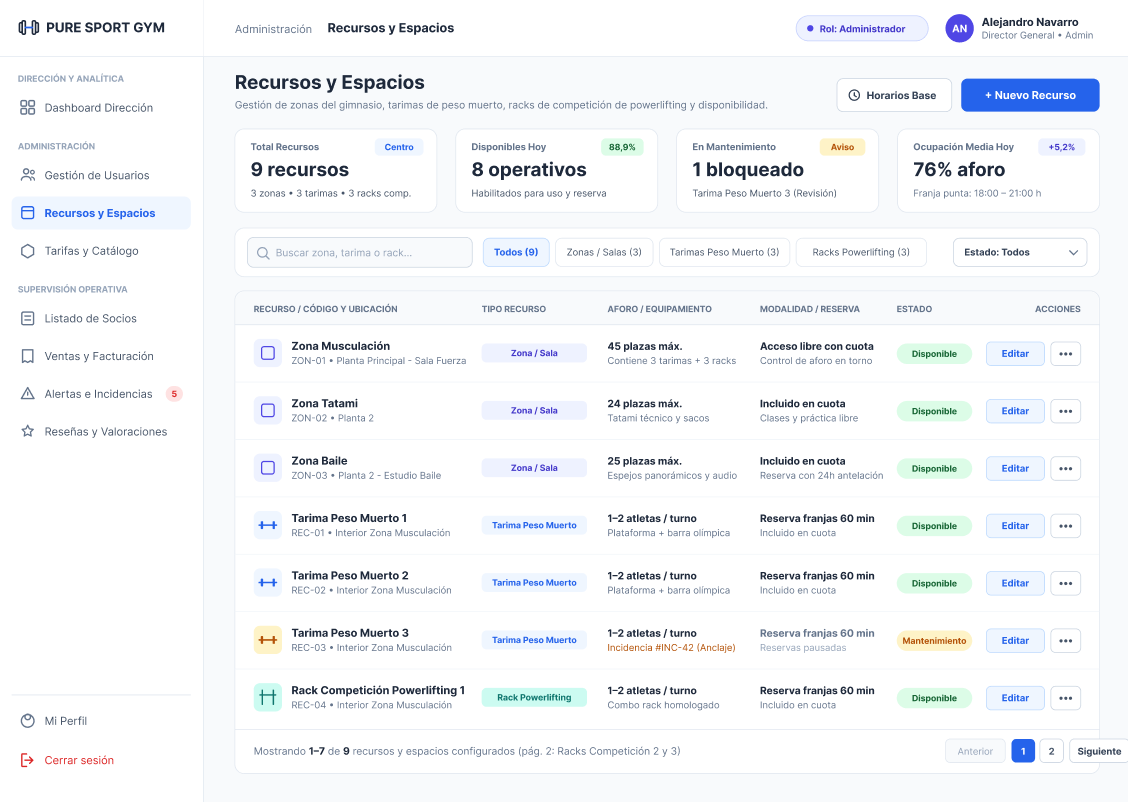 PURE SPORT GYM
Administración Recursos y Espacios
Rol: Administrador
AN
Alejandro Navarro
Director General • Admin
DIRECCIÓN Y ANALÍTICA
Dashboard Dirección
ADMINISTRACIÓN
Gestión de Usuarios
Recursos y Espacios
Tarifas y Catálogo
SUPERVISIÓN OPERATIVA
Listado de Socios
Ventas y Facturación
Alertas e Incidencias 5
Reseñas y Valoraciones
Mi Perfil
Cerrar sesión
Recursos y Espacios
Gestión de zonas del gimnasio, tarimas de peso muerto, racks de competición de powerlifting y disponibilidad.
Horarios Base
+ Nuevo Recurso
Total Recursos Centro
9 recursos
3 zonas • 3 tarimas • 3 racks comp.
Disponibles Hoy 88,9%
8 operativos
Habilitados para uso y reserva
En Mantenimiento Aviso
1 bloqueado
Tarima Peso Muerto 3 (Revisión)
Ocupación Media Hoy +5,2%
76% aforo
Franja punta: 18:00 – 21:00 h
Buscar zona, tarima o rack...
Todos (9)
Zonas / Salas (3)
Tarimas Peso Muerto (3)
Racks Powerlifting (3)
Estado: Todos
RECURSO / CÓDIGO Y UBICACIÓN TIPO RECURSO AFORO / EQUIPAMIENTO MODALIDAD / RESERVA ESTADO ACCIONES
Zona Musculación
ZON-01 • Planta Principal - Sala Fuerza
Zona / Sala
45 plazas máx.
Contiene 3 tarimas + 3 racks
Acceso libre con cuota
Control de aforo en torno
Disponible
Editar
Zona Tatami
ZON-02 • Planta 2
Zona / Sala
24 plazas máx.
Tatami técnico y sacos
Incluido en cuota
Clases y práctica libre
Disponible
Editar
Zona Baile
ZON-03 • Planta 2 - Estudio Baile
Zona / Sala
25 plazas máx.
Espejos panorámicos y audio
Incluido en cuota
Reserva con 24h antelación
Disponible
Editar
Tarima Peso Muerto 1
REC-01 • Interior Zona Musculación
Tarima Peso Muerto
1–2 atletas / turno
Plataforma + barra olímpica
Reserva franjas 60 min
Incluido en cuota
Disponible
Editar
Tarima Peso Muerto 2
REC-02 • Interior Zona Musculación
Tarima Peso Muerto
1–2 atletas / turno
Plataforma + barra olímpica
Reserva franjas 60 min
Incluido en cuota
Disponible
Editar
Tarima Peso Muerto 3
REC-03 • Interior Zona Musculación
Tarima Peso Muerto
1–2 atletas / turno
Incidencia #INC-42 (Anclaje)
Reserva franjas 60 min
Reservas pausadas
Mantenimiento
Editar
Rack Competición Powerlifting 1
REC-04 • Interior Zona Musculación
Rack Powerlifting
1–2 atletas / turno
Combo rack homologado
Reserva franjas 60 min
Incluido en cuota
Disponible
Editar
Mostrando 1–7 de 9 recursos y espacios configurados (pág. 2: Racks Competición 2 y 3)
Anterior 1 2 Siguiente